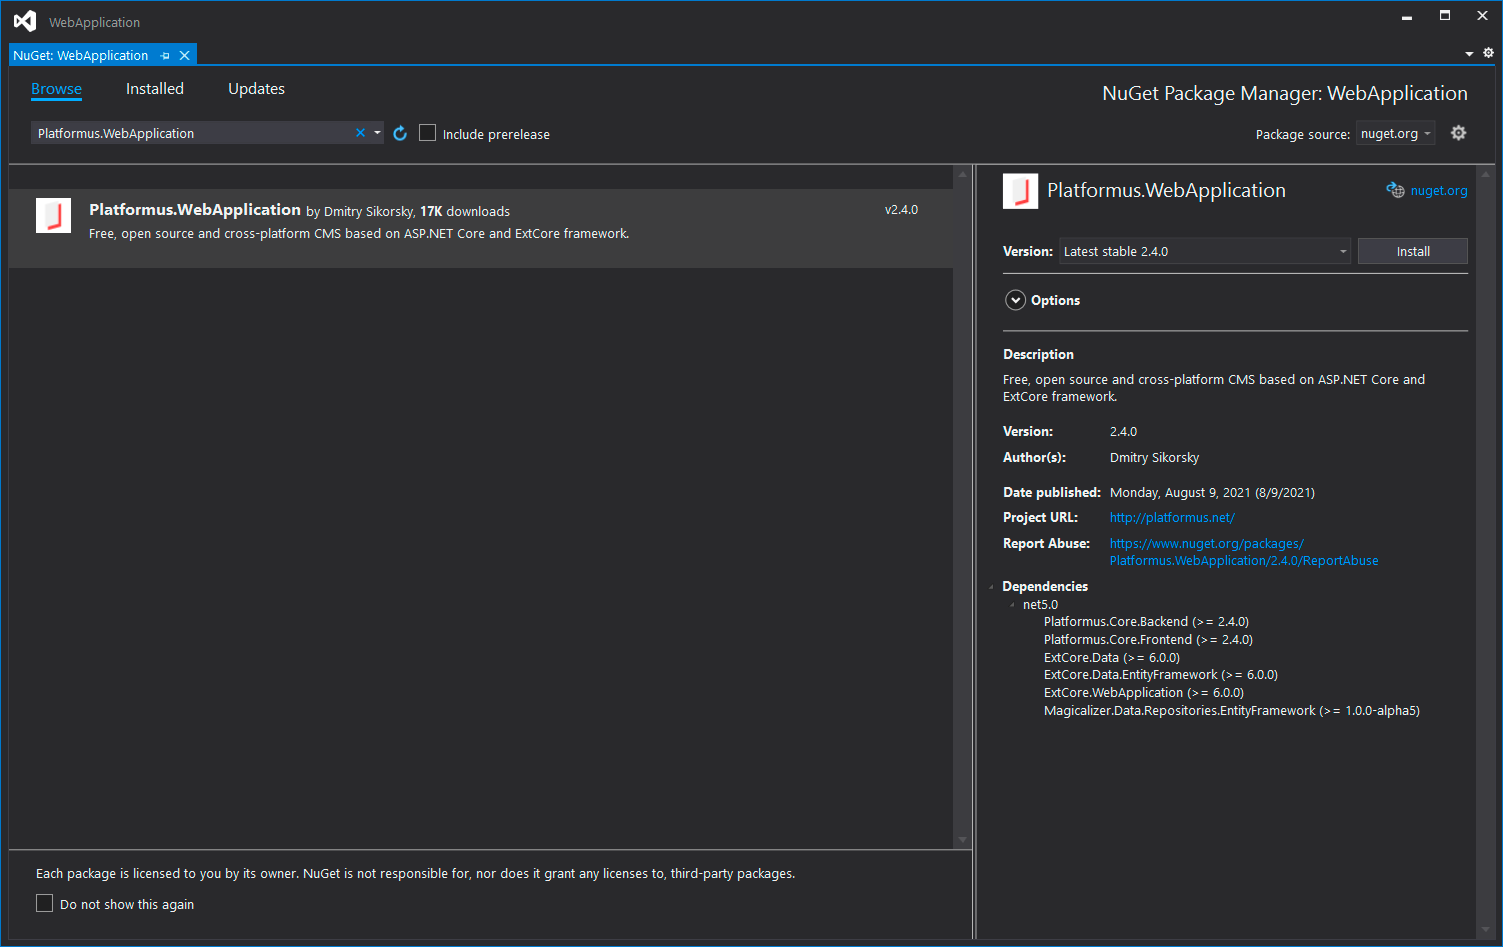 WebApplication
NuGet: WebApplication
Browse Installed Updates
NuGet Package Manager: WebApplication
Platformus.WebApplication
Include prerelease
Package source: nuget.org
Platformus.WebApplication by Dmitry Sikorsky, 17K downloads
v2.4.0
Free, open source and cross-platform CMS based on ASP.NET Core and ExtCore framework.
Each package is licensed to you by its owner. NuGet is not responsible for, nor does it grant any licenses to, third-party packages.
Do not show this again
Platformus.WebApplication
nuget.org
Version: Latest stable 2.4.0 Install
Options
Description
Free, open source and cross-platform CMS based on ASP.NET Core and
ExtCore framework.
Version: 2.4.0
Author(s): Dmitry Sikorsky
Date published: Monday, August 9, 2021 (8/9/2021)
Project URL: http://platformus.net/
Report Abuse: https://www.nuget.org/packages/
Platformus.WebApplication/2.4.0/ReportAbuse
Dependencies
net5.0
Platformus.Core.Backend (>= 2.4.0)
Platformus.Core.Frontend (>= 2.4.0)
ExtCore.Data (>= 6.0.0)
ExtCore.Data.EntityFramework (>= 6.0.0)
ExtCore.WebApplication (>= 6.0.0)
Magicalizer.Data.Repositories.EntityFramework (>= 1.0.0-alpha5)